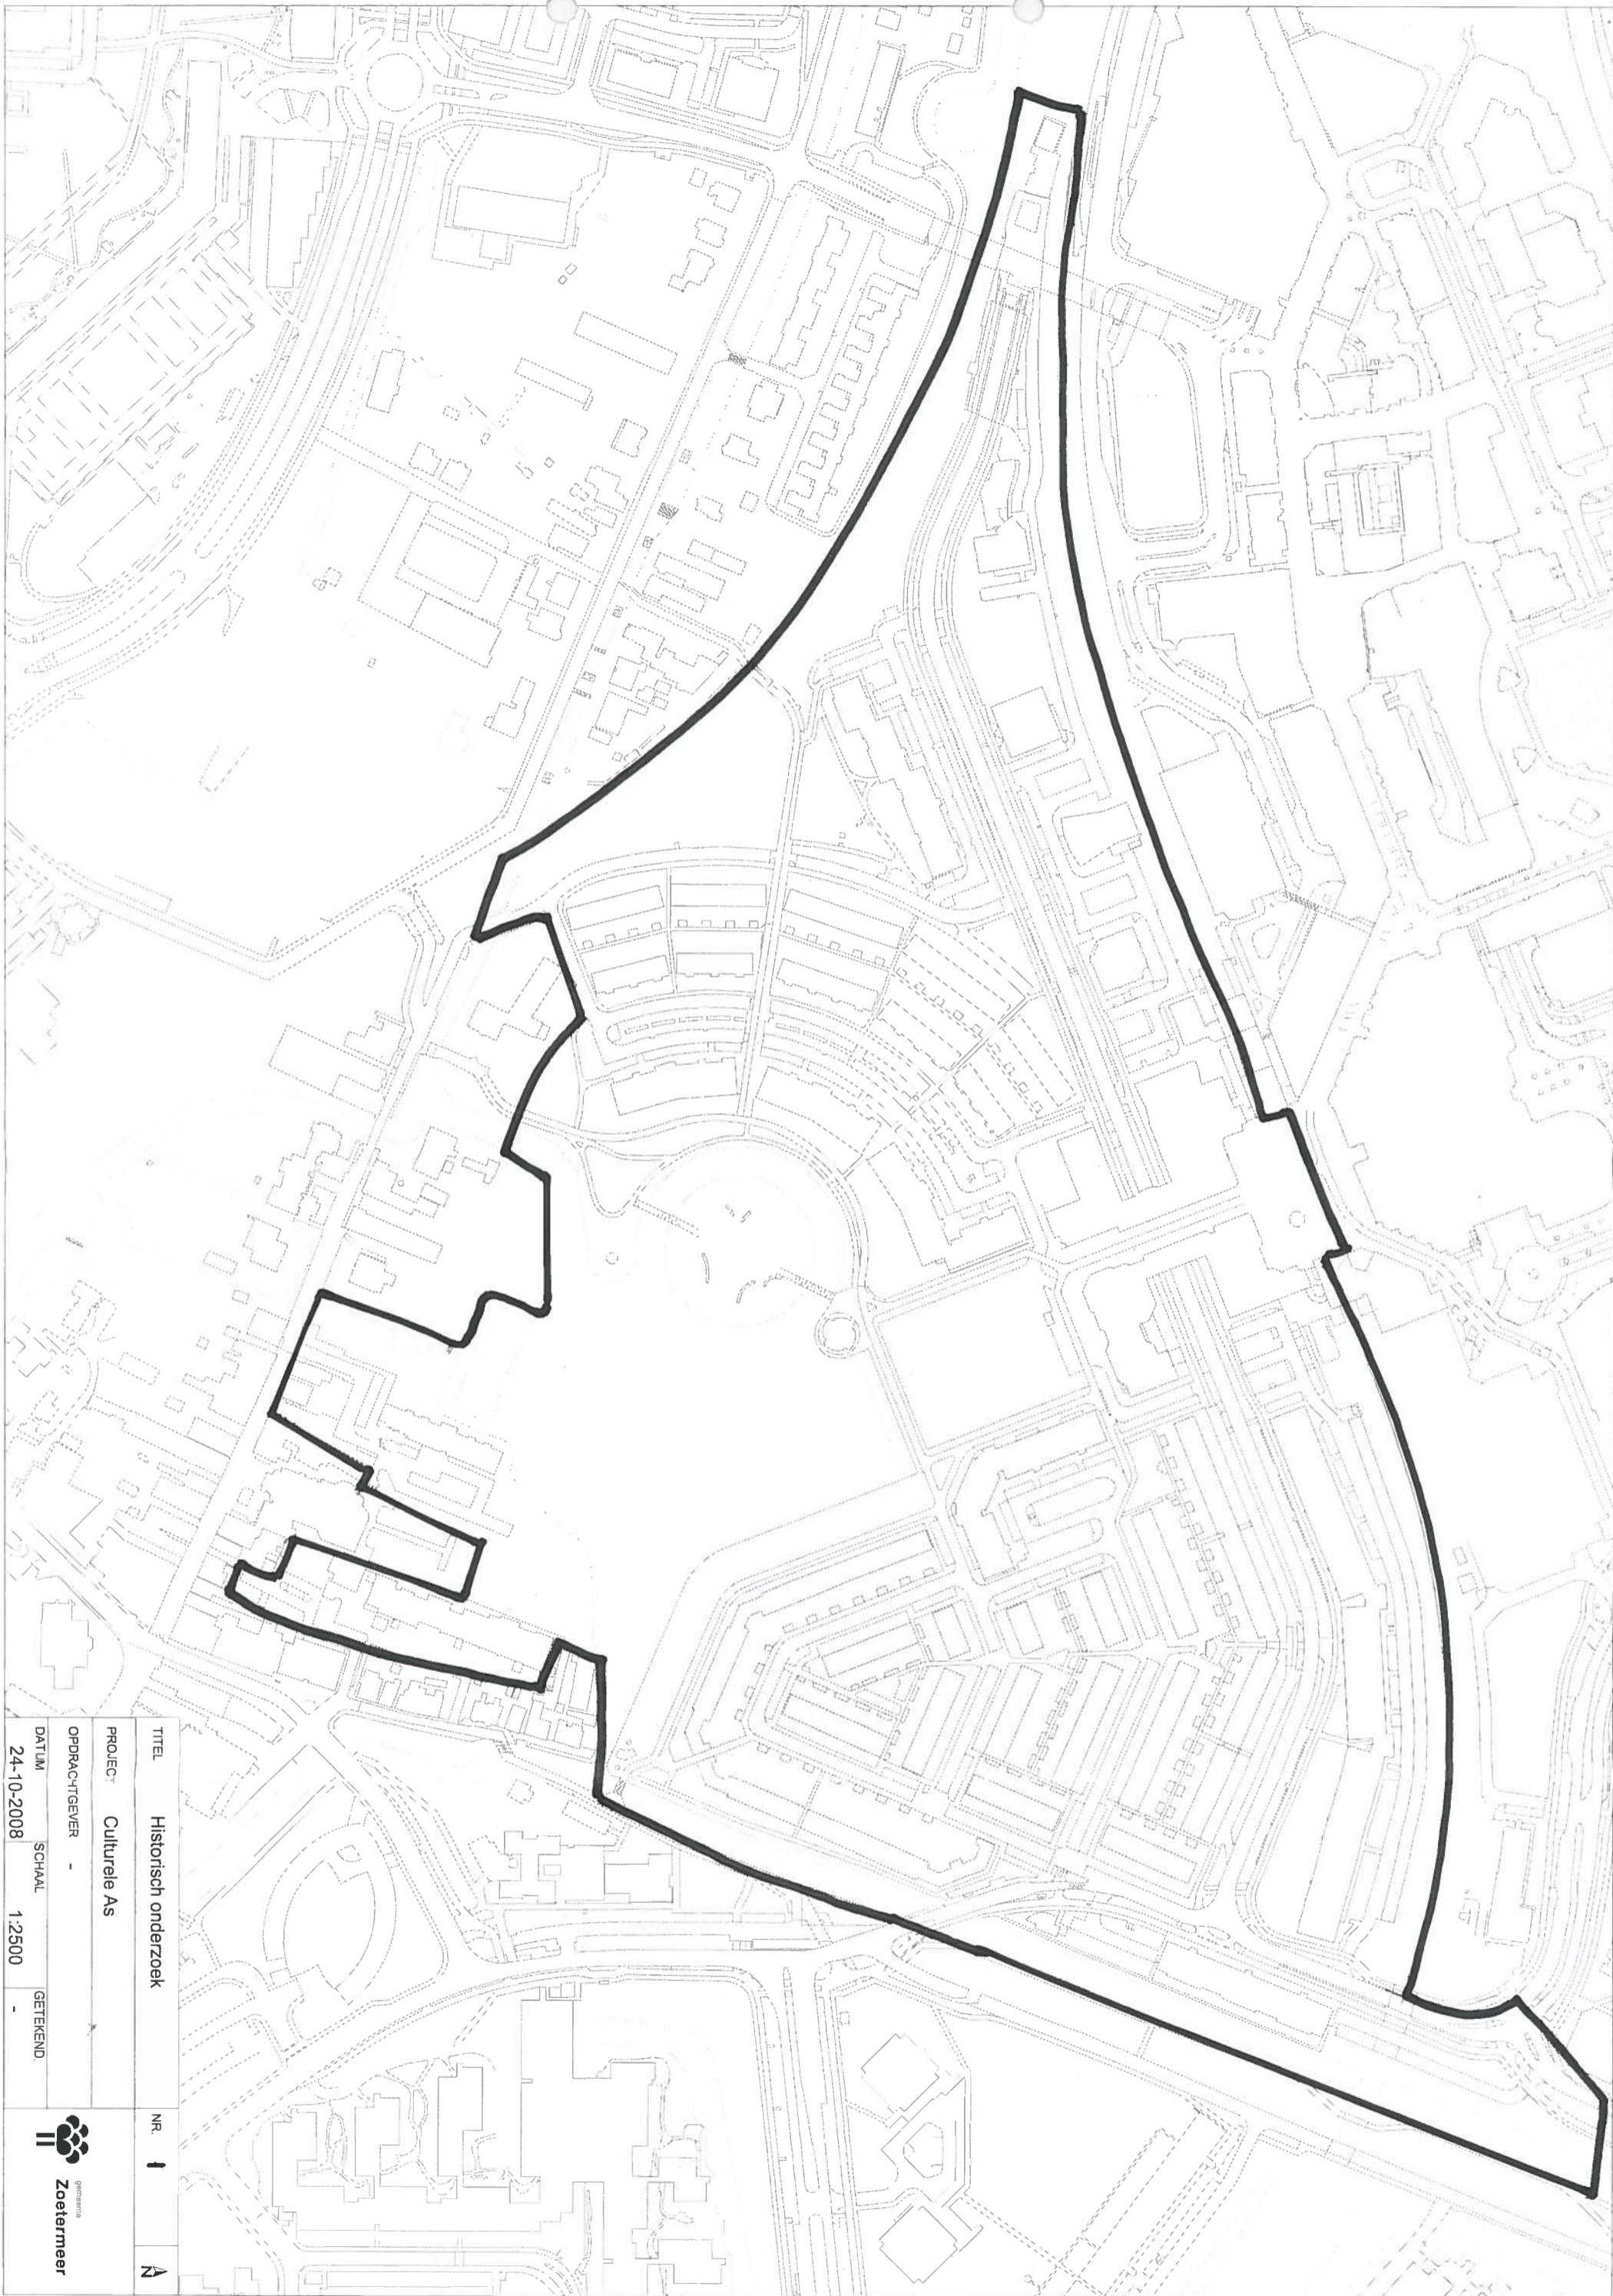 TITEL Historisch onderzoek NR. 1
N
PROJECT Culturele As
OPDRACHTGEVER -
DATUM SCHAAL GETEKEND
24-10-2008 1:2500 -
gemeente
Zoetermeer